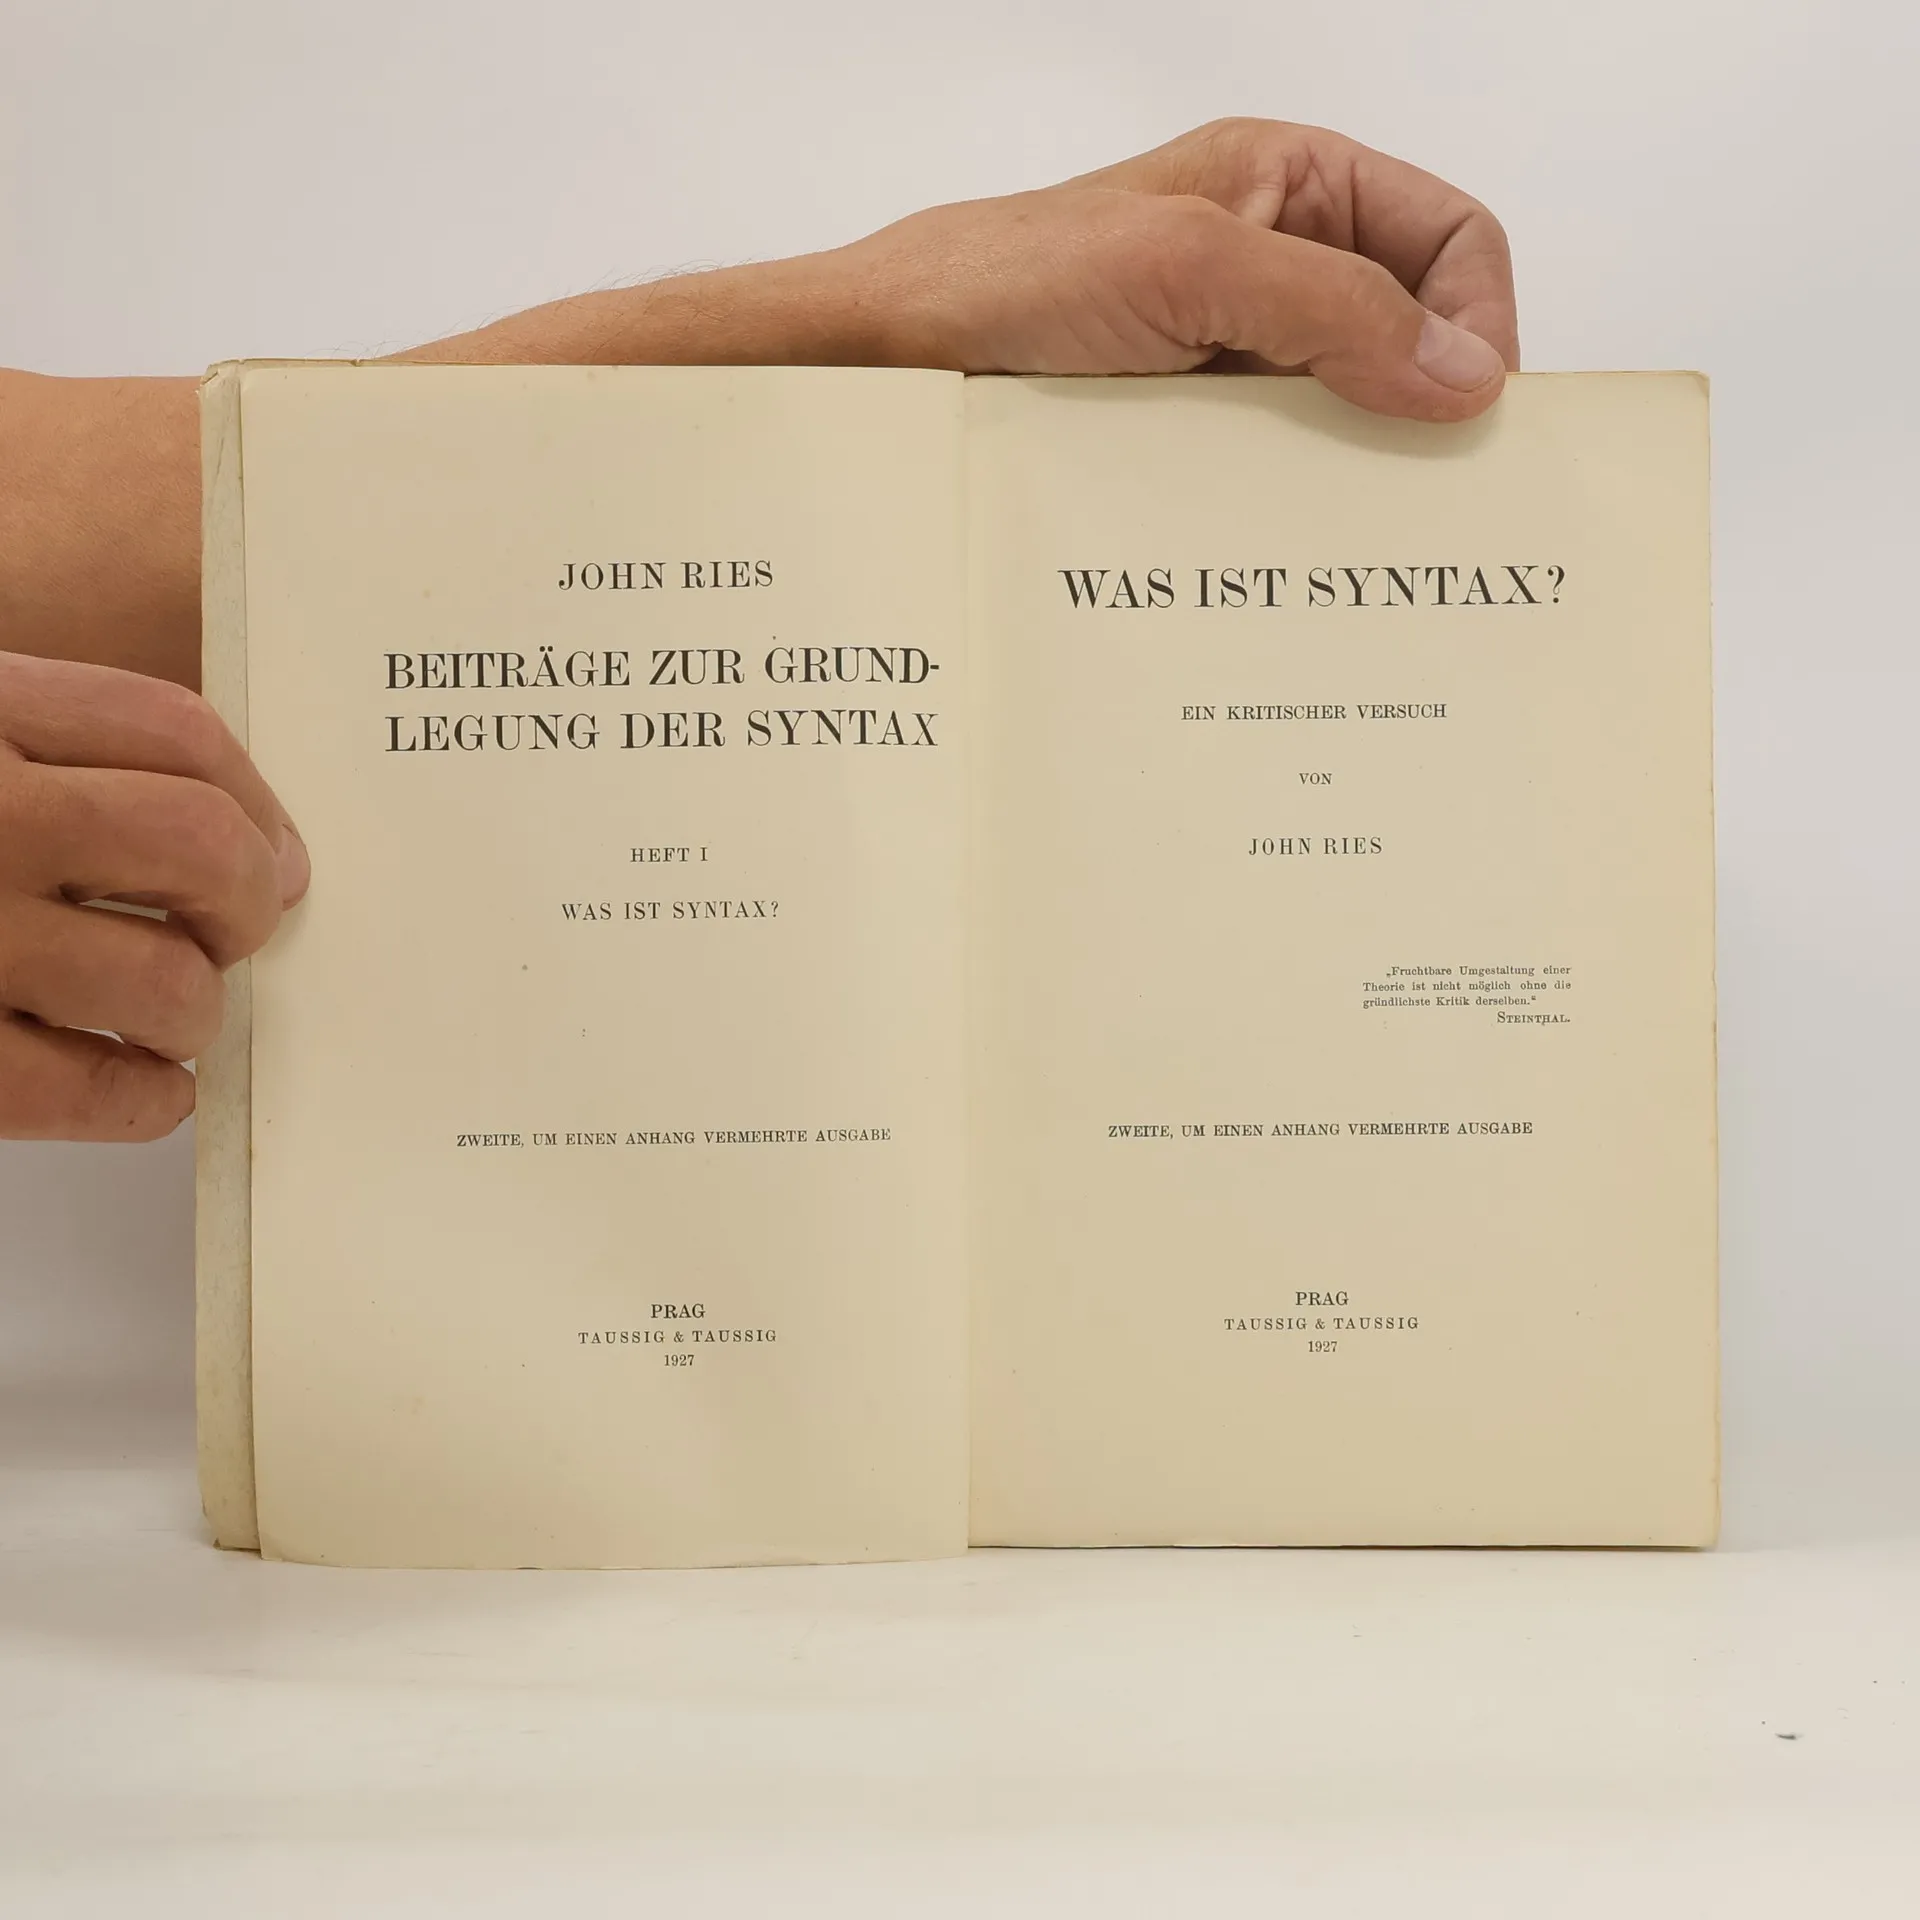 JOHN RIES
BEITRÄGE ZUR GRUND-
LEGUNG DER SYNTAX
HEFT I
WAS IST SYNTAX?
ZWEITE, UM EINEN ANHANG VERMEHRTE AUSGABE
PRAG
TAUSSIG & TAUSSIG
1927
WAS IST SYNTAX?
EIN KRITISCHER VERSUCH
VON
JOHN RIES
„Fruchtbare Umgestaltung einer
Theorie ist nicht möglich ohne die
gründlichste Kritik derselben.“
STEINTHAL.
ZWEITE, UM EINEN ANHANG VERMEHRTE AUSGABE
PRAG
TAUSSIG & TAUSSIG
1927